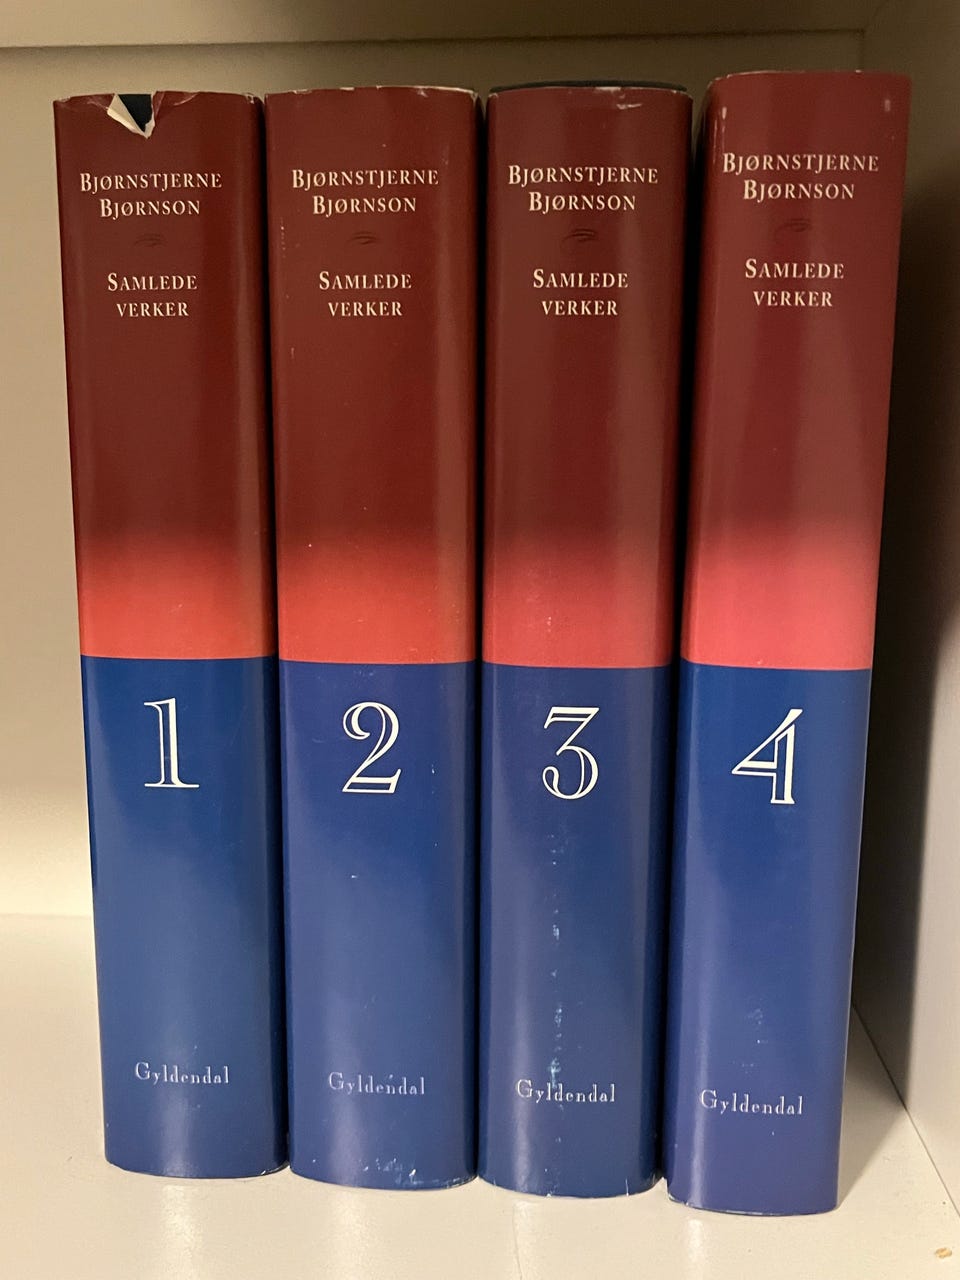 BJØRNSTJERNE
BJØRNSON
SAMLEDE
VERKER
1
Gyldendal
BJØRNSTJERNE
BJØRNSON
SAMLEDE
VERKER
2
Gyldendal
BJØRNSTJERNE
BJØRNSON
SAMLEDE
VERKER
3
Gyldendal
BJØRNSTJERNE
BJØRNSON
SAMLEDE
VERKER
4
Gyldendal